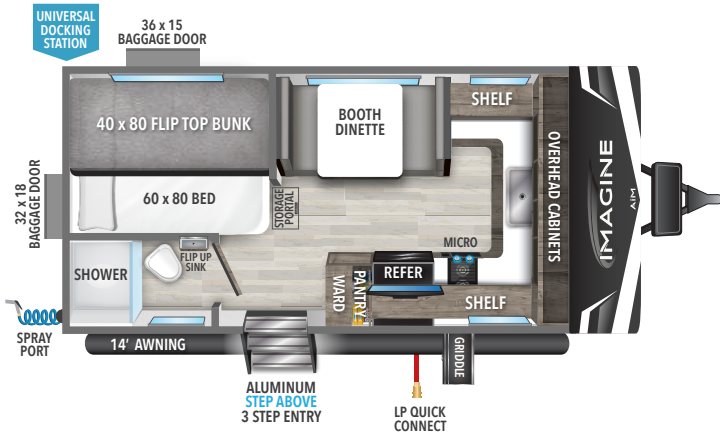 UNIVERSAL
DOCKING
STATION
36 x 15
BAGGAGE DOOR
40 x 80 FLIP TOP BUNK
BOOTH
DINETTE
SHELF
OVERHEAD CABINETS
IMAGINE
AIM
32 x 18
BAGGAGE DOOR
60 x 80 BED
STORAGE
PORTAL
MICRO
SHOWER
FLIP UP
SINK
REFER
PANTRY
WARD
SHELF
SPRAY
PORT
14' AWNING
GRIDDLE
ALUMINUM
STEP ABOVE
3 STEP ENTRY
LP QUICK
CONNECT